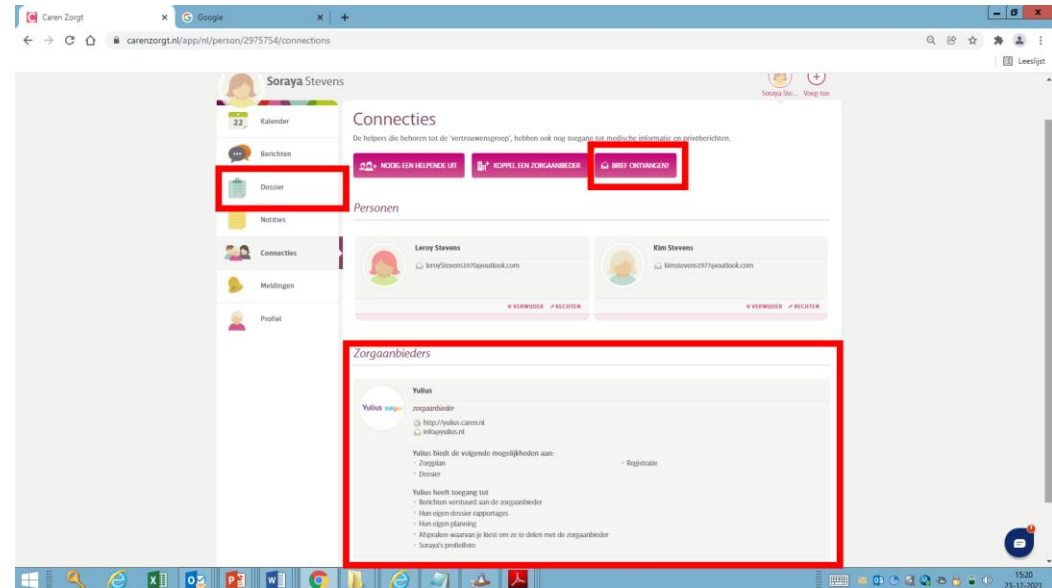 Caren Zorgt
Google
carenzorgt.nl/app/nl/person/2975754/connections
Leeslijst
Soraya Stevens
Soraya Ste... Voeg toe
22 Kalender
Berichten
Dossier
Notities
Connecties
Meldingen
Profiel
Connecties
De helpers die behoren tot de 'vertrouwensgroep', hebben ook nog toegang tot medische informatie en privéberichten.
NODIG EEN HELPENDE UIT
KOPPEL EEN ZORGAANBIEDER
BRIEF ONTVANGEN?
Personen
Leroy Stevens
leroyStevens1970@outlook.com
VERWIJDER RECHTEN
Kim Stevens
kimstevens1977@outlook.com
VERWIJDER RECHTEN
Zorgaanbieders
Yulius
Yulius
zorgaanbieder
http://yulius.caren.nl
info@yulius.nl
Yulius biedt de volgende mogelijkheden aan:
Zorgplan
Registratie
Dossier
Yulius heeft toegang tot
Berichten verstuurd aan de zorgaanbieder
Hun eigen dossier rapportages
Hun eigen planning
Afspraken waarvan je kiest om ze te delen met de zorgaanbieder
Soraya's profielfoto
15:20
23-12-2021